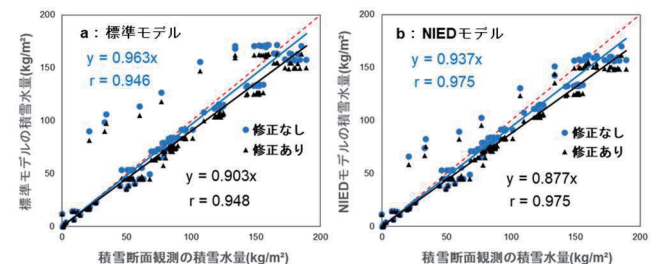 a：標準モデル
y = 0.963x
r = 0.946
修正なし
修正あり
y = 0.903x
r = 0.948
標準モデルの積雪水量(kg/m²)
200
150
100
50
0
0 50 100 150 200
積雪断面観測の積雪水量(kg/m²)
b：NIEDモデル
y = 0.937x
r = 0.975
修正なし
修正あり
y = 0.877x
r = 0.975
NIEDモデルの積雪水量(kg/m²)
200
150
100
50
0
0 50 100 150 200
積雪断面観測の積雪水量(kg/m²)